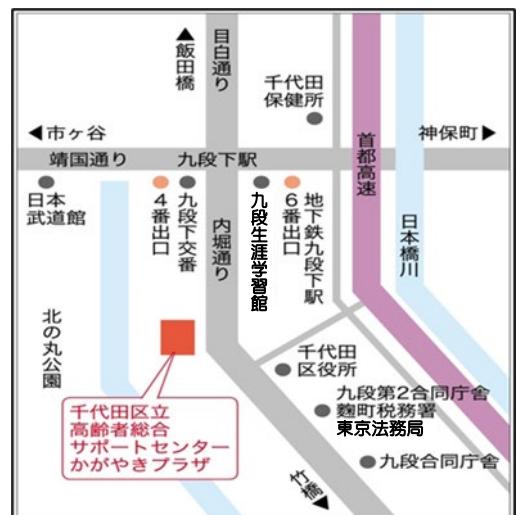 ▲飯田橋
目白通り
千代田
保健所
◀市ヶ谷
神保町▶
靖国通り
九段下駅
首都高速
日本
武道館
4番出口
九段下交番
内堀通り
九段生涯学習館
6番出口
地下鉄九段下駅
日本橋川
北の丸公園
千代田
区役所
千代田区立
高齢者総合
サポートセンター
かがやきプラザ
九段第2合同庁舎
麴町税務署
東京法務局
九段合同庁舎
竹橋▼